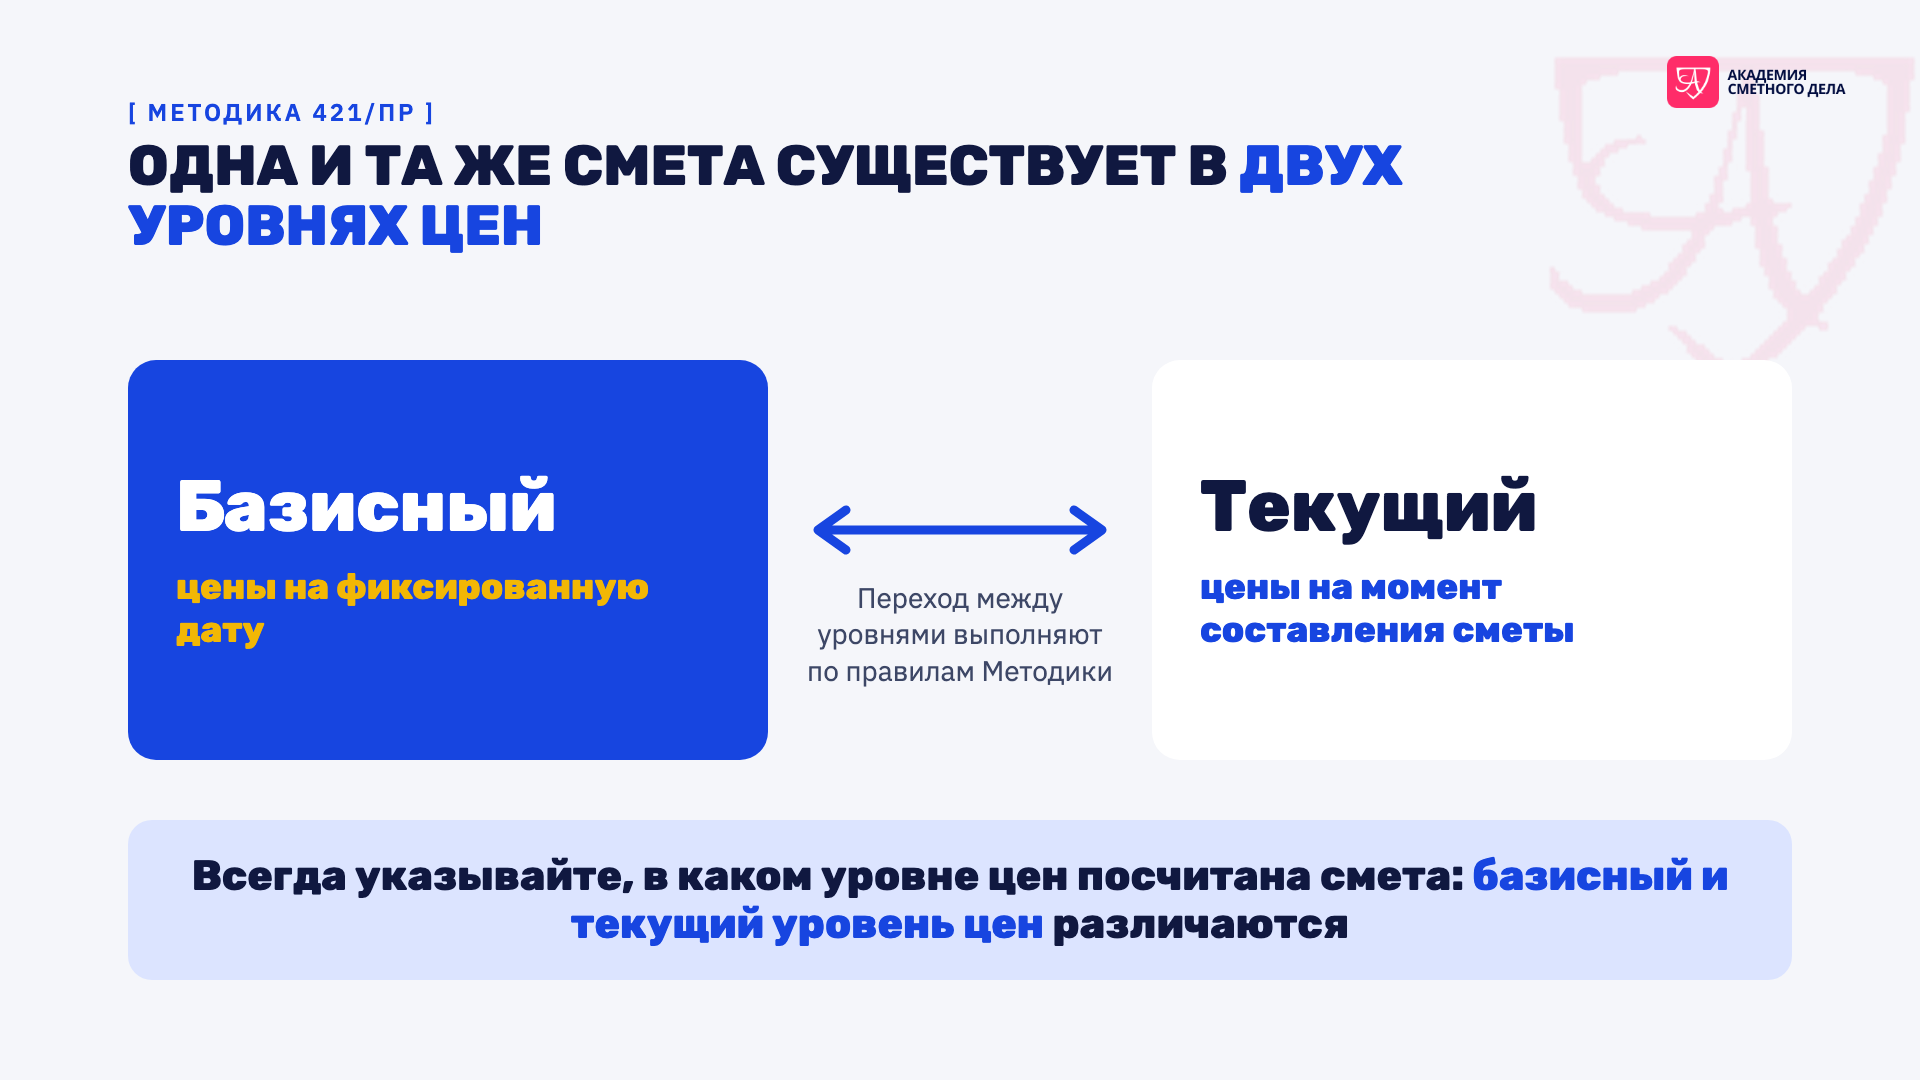 [ МЕТОДИКА 421/ПР ]
АКАДЕМИЯ
СМЕТНОГО ДЕЛА
ОДНА И ТА ЖЕ СМЕТА СУЩЕСТВУЕТ В ДВУХ
УРОВНЯХ ЦЕН
Базисный
цены на фиксированную
дату
Переход между
уровнями выполняют
по правилам Методики
Текущий
цены на момент
составления сметы
Всегда указывайте, в каком уровне цен посчитана смета: базисный и
текущий уровень цен различаются